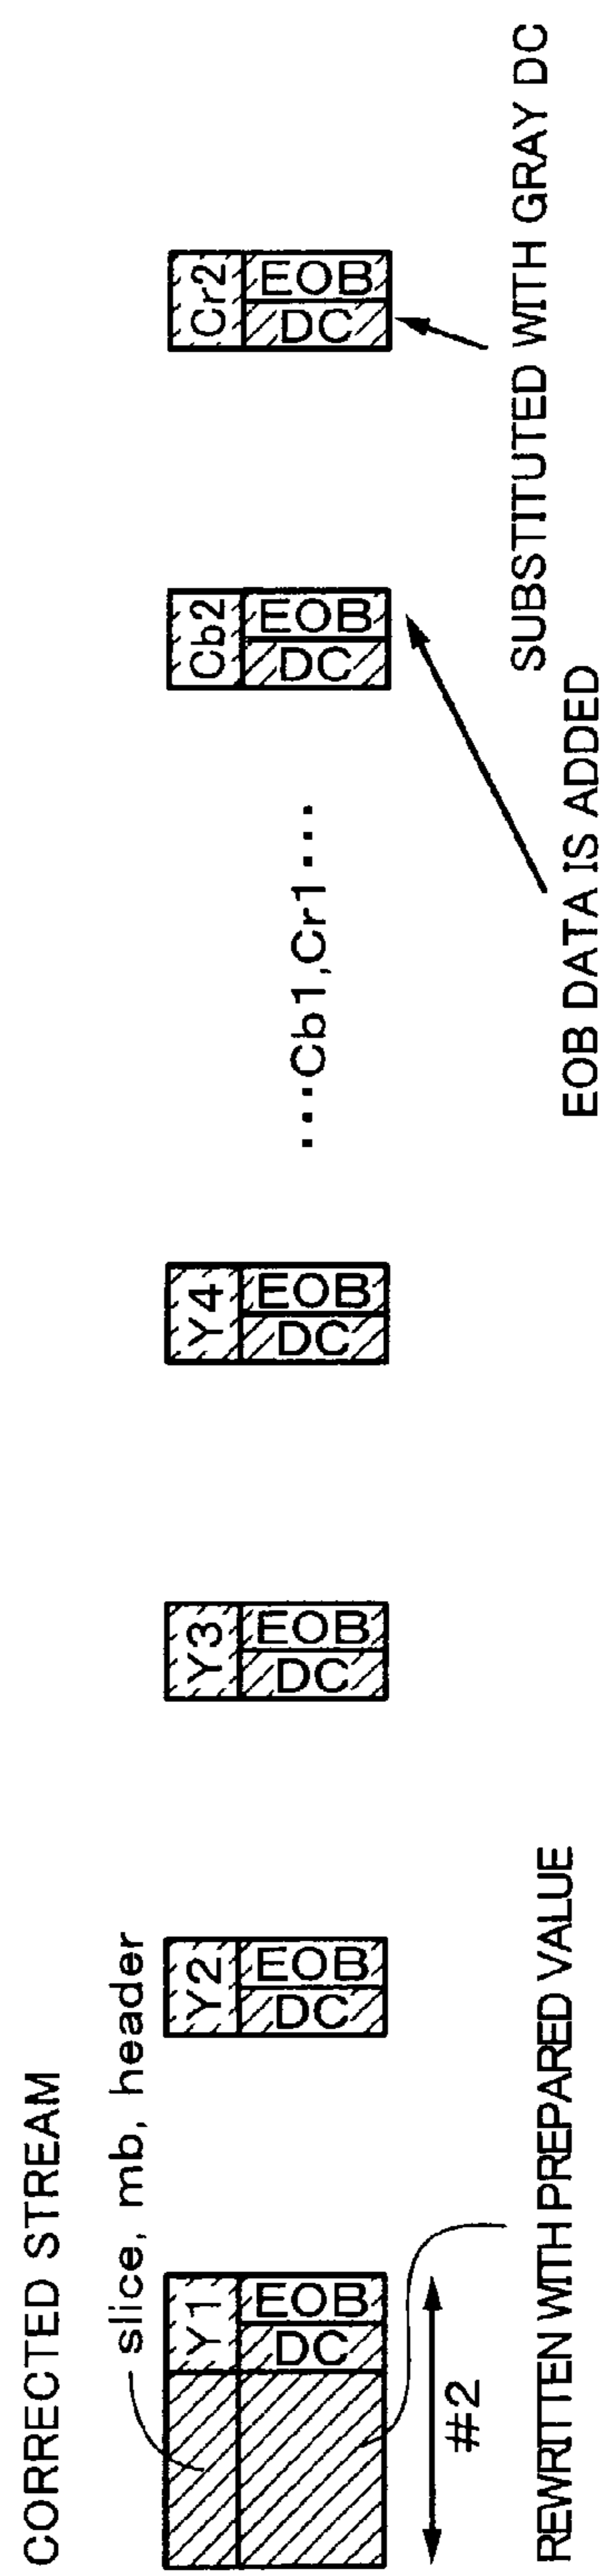 CORRECTED STREAM
slice, mb, header
Y1
DC EOB
Y2
DC EOB
Y3
DC EOB
Y4
DC EOB
···Cb1,Cr1···
Cb2
DC EOB
Cr2
DC EOB
#2
REWRITTEN WITH PREPARED VALUE
EOB DATA IS ADDED
SUBSTITUTED WITH GRAY DC